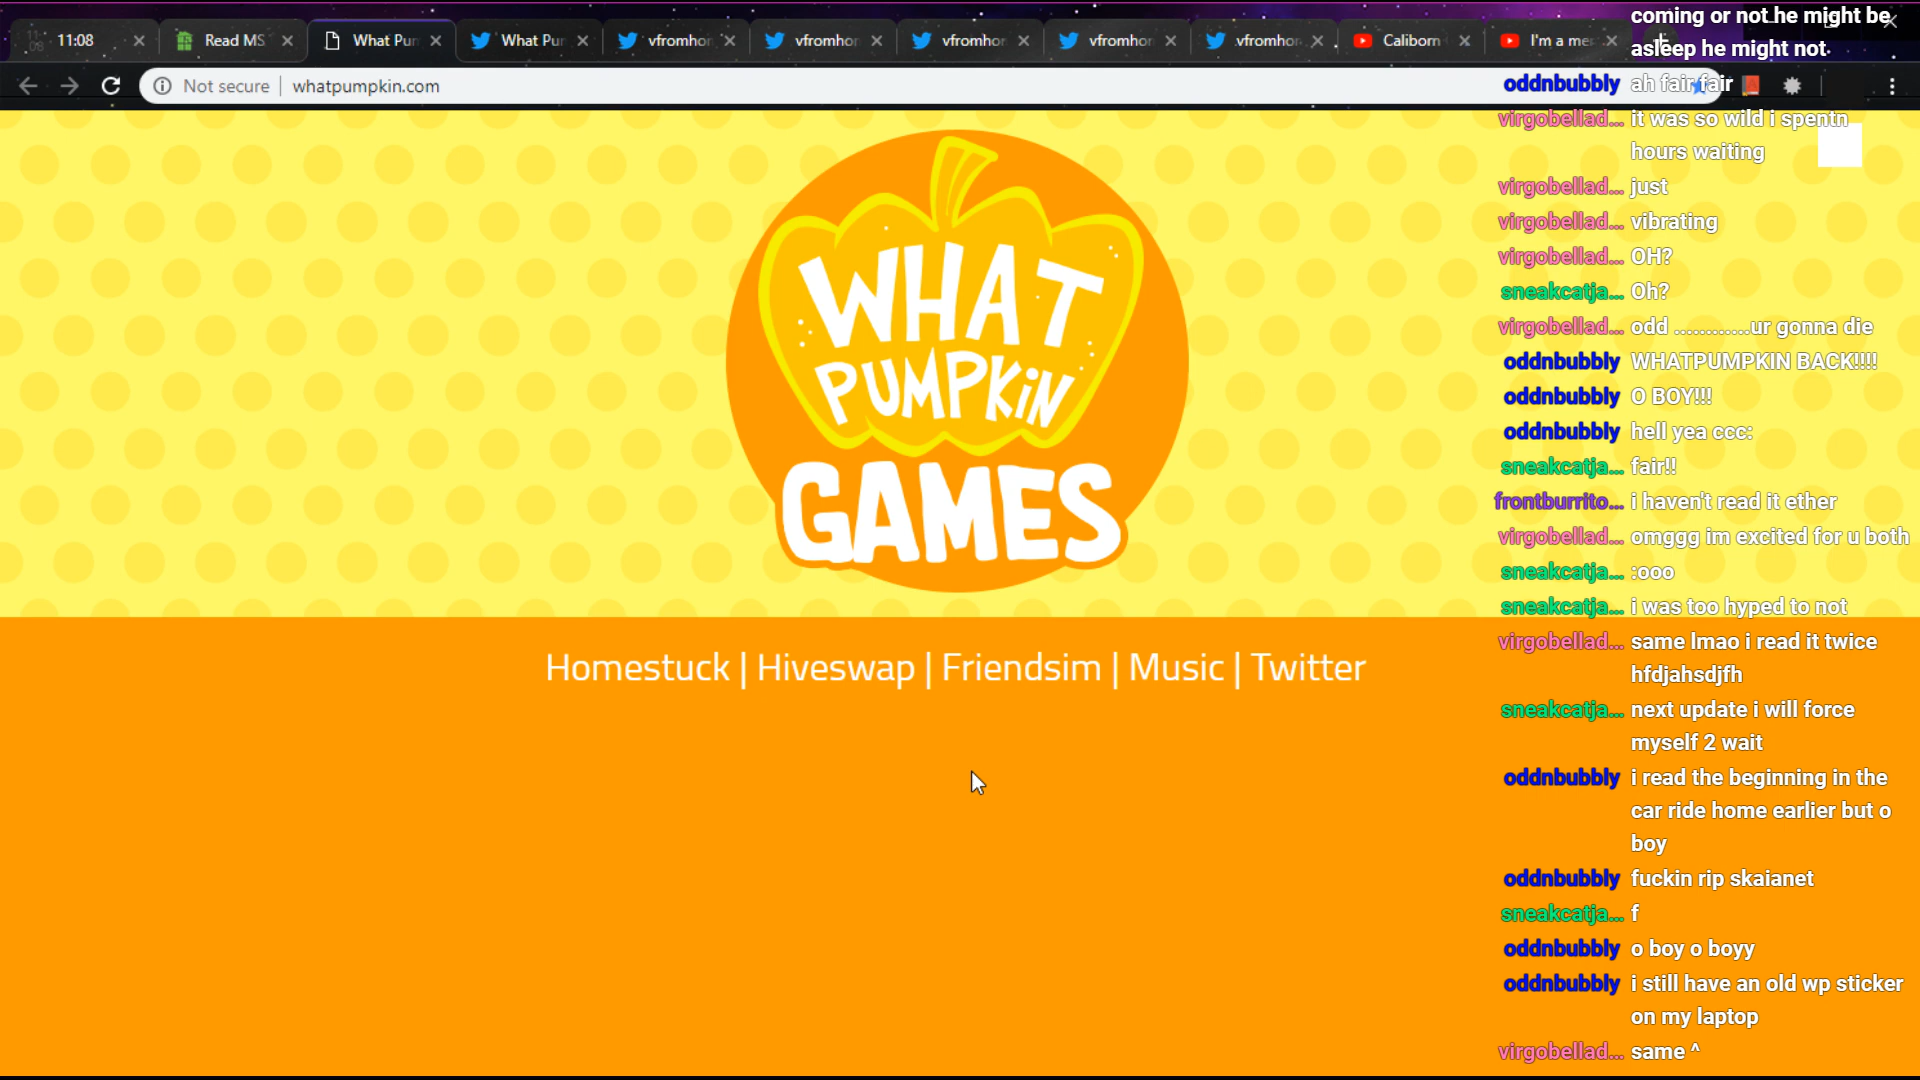 11:08
Read MS
What Pum
What Pu
vfromhor
vfromhor
vfromhor
vfromhor
vfromhor
Caliborn
I'm a me
Not secure
whatpumpkin.com
WHAT
PUMPKiN
GAMES
Homestuck | Hiveswap | Friendsim | Music | Twitter
coming or not he might be
asleep he might not
oddnbubbly ah fair fair
virgobellad... it was so wild i spentn
hours waiting
virgobellad... just
virgobellad... vibrating
virgobellad... OH?
sneakcatja... Oh?
virgobellad... odd ............ur gonna die
oddnbubbly WHATPUMPKIN BACK!!!!
oddnbubbly O BOY!!!
oddnbubbly hell yea ccc:
sneakcatja... fair!!
frontburrito... i haven't read it ether
virgobellad... omggg im excited for u both
sneakcatja... :ooo
sneakcatja... i was too hyped to not
virgobellad... same lmao i read it twice
hfdjahsdjfh
sneakcatja... next update i will force
myself 2 wait
oddnbubbly i read the beginning in the
car ride home earlier but o
boy
oddnbubbly fuckin rip skaianet
sneakcatja... f
oddnbubbly o boy o boyy
oddnbubbly i still have an old wp sticker
on my laptop
virgobellad... same ^